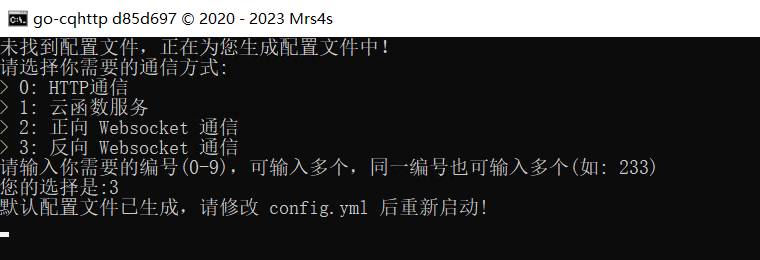 go-cqhttp d85d697 © 2020 - 2023 Mrs4s
未找到配置文件，正在为您生成配置文件中！
请选择你需要的通信方式:
> 0: HTTP通信
> 1: 云函数服务
> 2: 正向 Websocket 通信
> 3: 反向 Websocket 通信
请输入你需要的编号(0-9)，可输入多个，同一编号也可输入多个(如: 233)
您的选择是:3
默认配置文件已生成，请修改 config.yml 后重新启动!